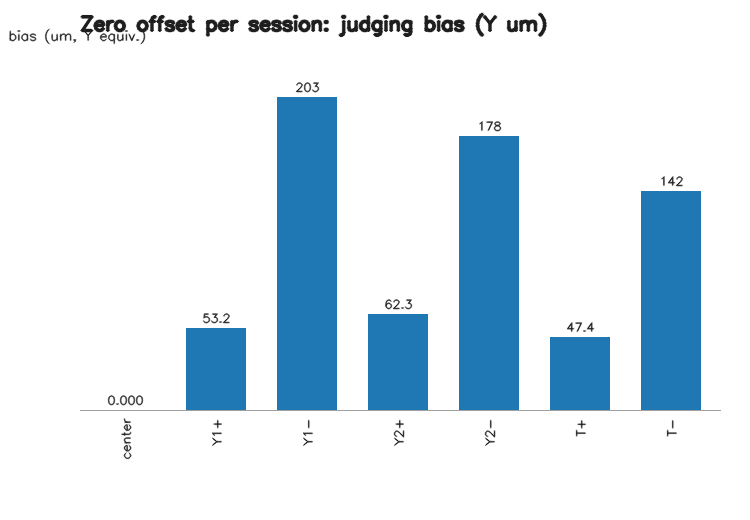 Zero offset per session: judging bias (Y um)
bias (um, Y equiv.)
203
178
142
62.3
53.2
47.4
0.000
center
Y1+
Y1-
Y2+
Y2-
T+
T-